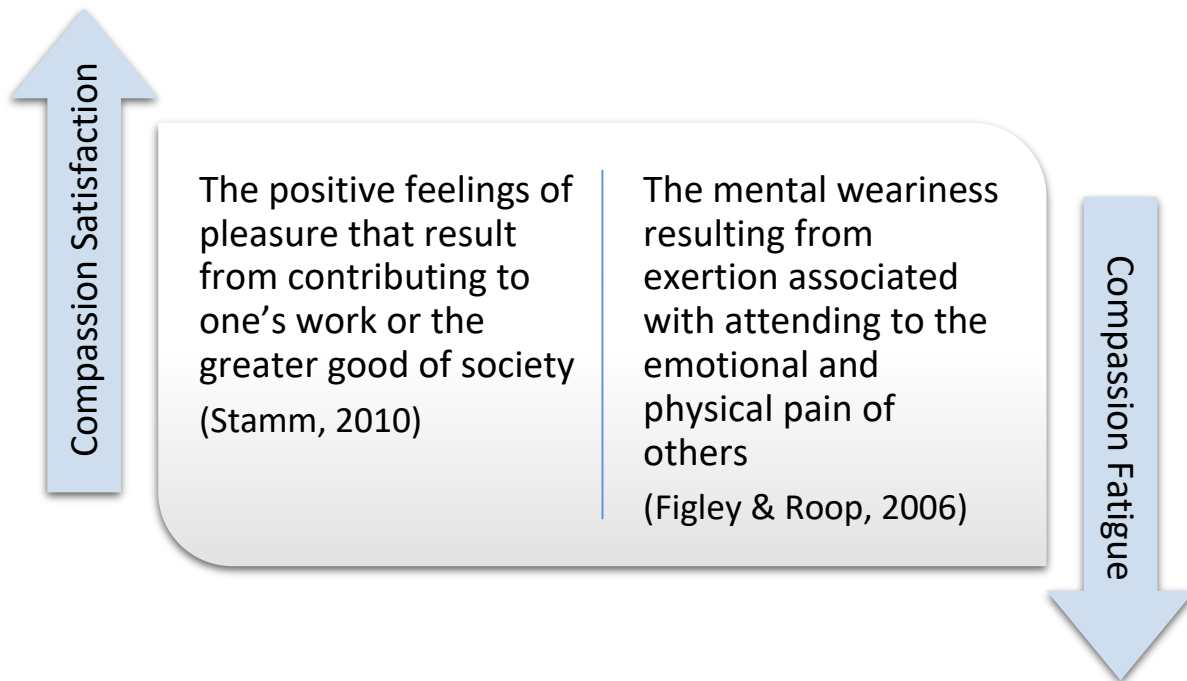 Compassion Satisfaction
The positive feelings of
pleasure that result
from contributing to
one’s work or the
greater good of society
(Stamm, 2010)
The mental weariness
resulting from
exertion associated
with attending to the
emotional and
physical pain of
others
(Figley & Roop, 2006)
Compassion Fatigue